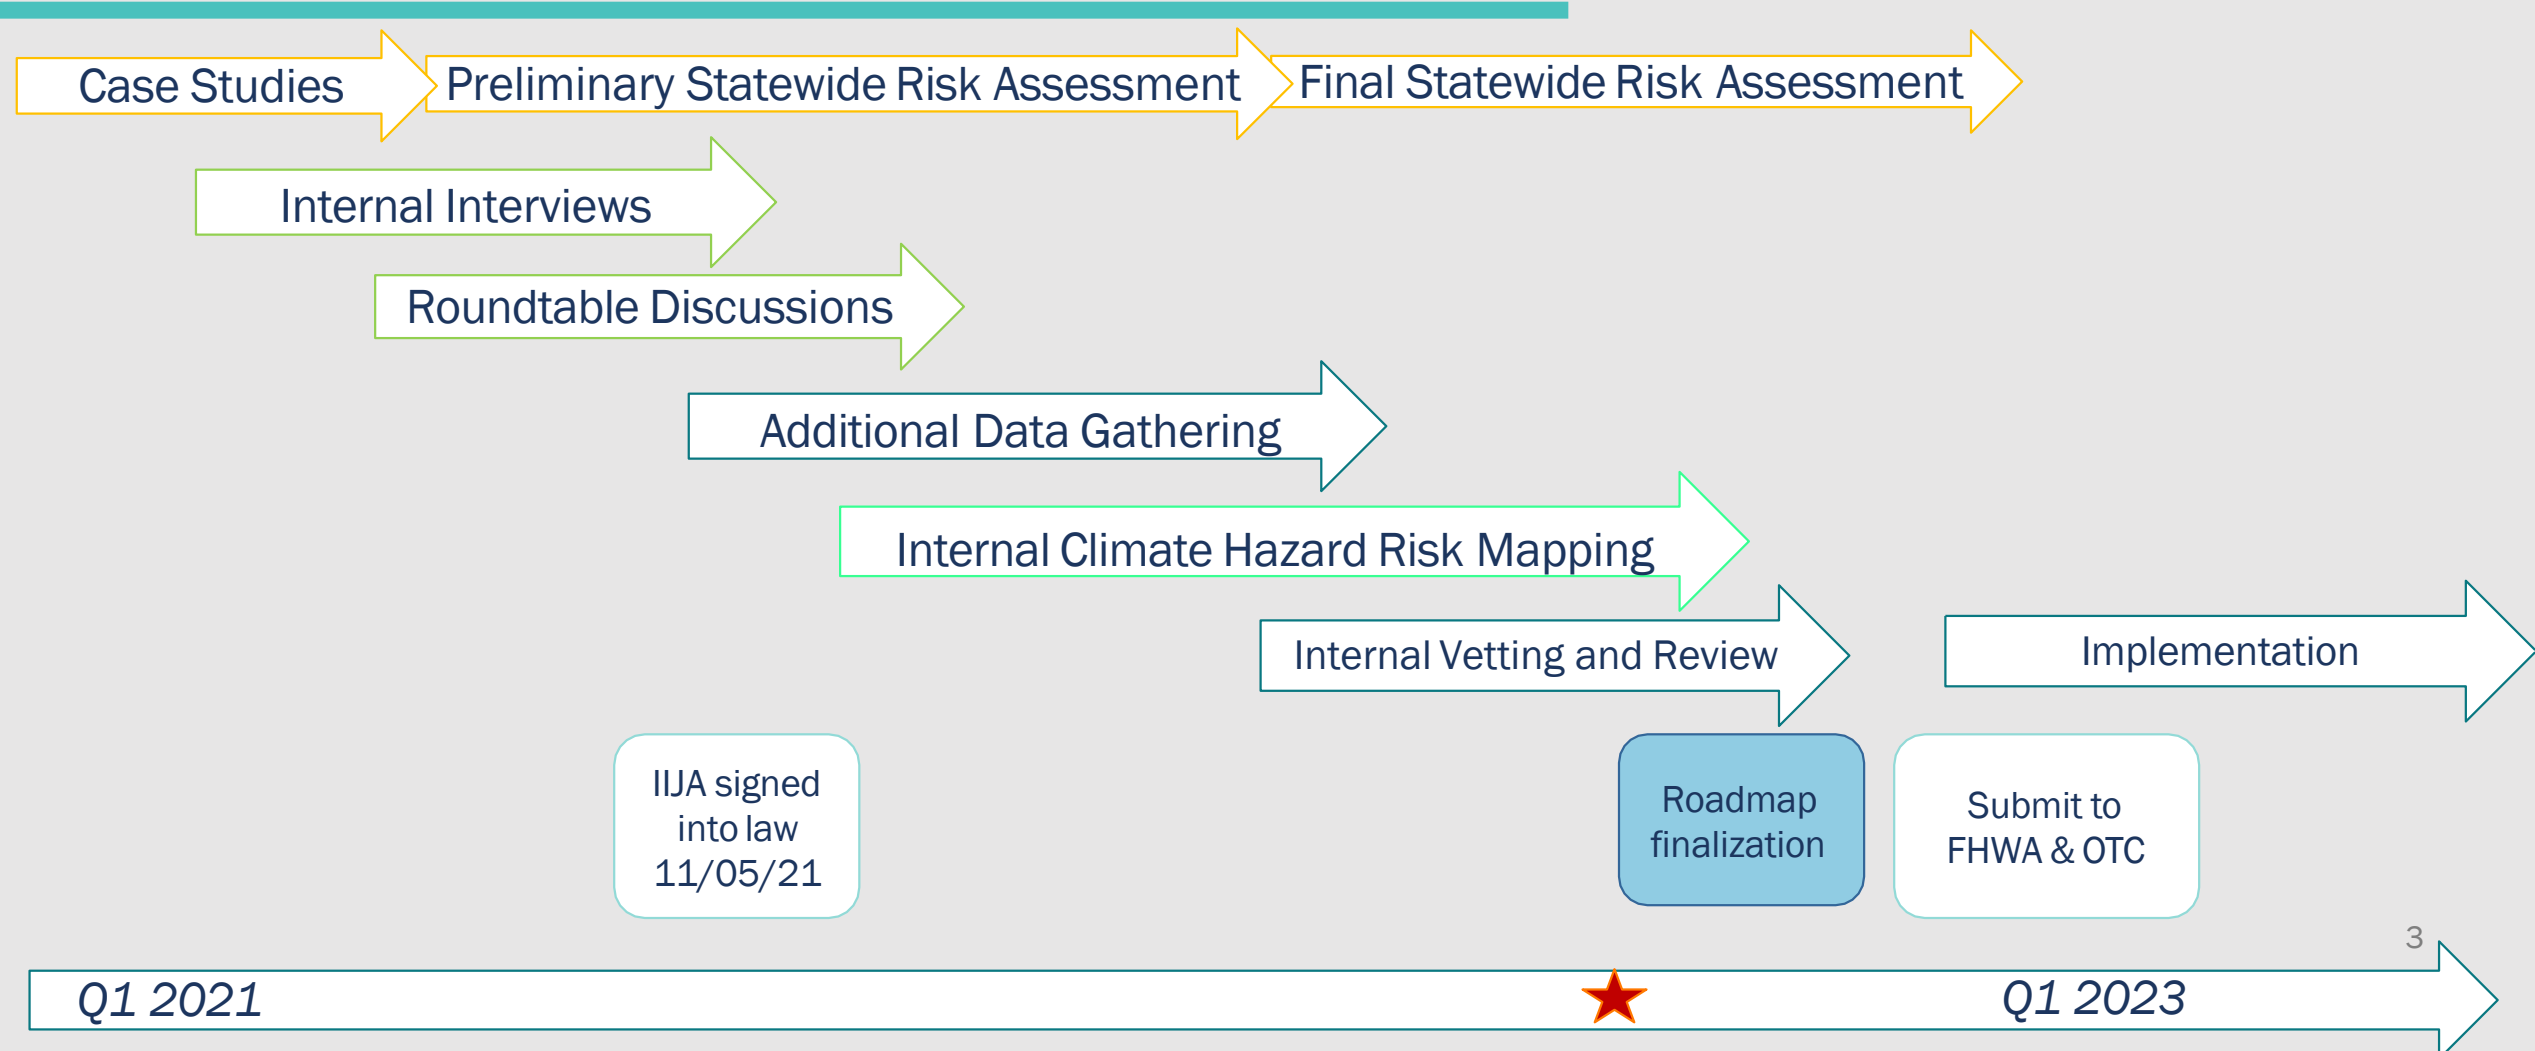 Case Studies
Preliminary Statewide Risk Assessment
Final Statewide Risk Assessment
Internal Interviews
Roundtable Discussions
Additional Data Gathering
Internal Climate Hazard Risk Mapping
Internal Vetting and Review
Implementation
IIJA signed
into law
11/05/21
Roadmap
finalization
Submit to
FHWA & OTC
3
Q1 2021
Q1 2023